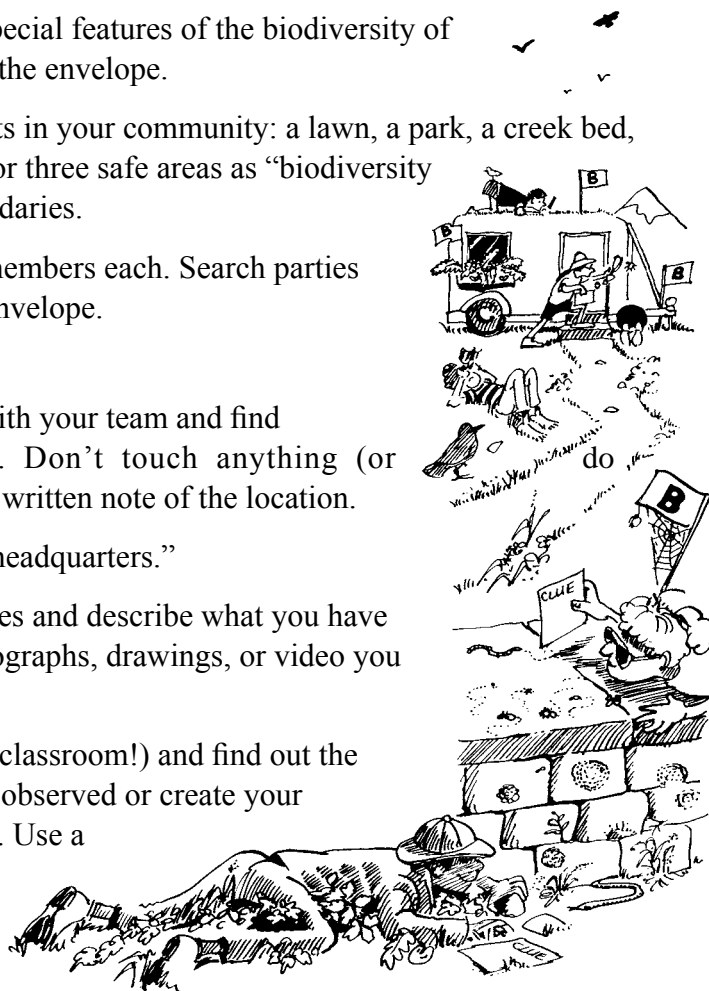 pecial features of the biodiversity of
the envelope.
ts in your community: a lawn, a park, a creek bed,
or three safe areas as “biodiversity
daries.
members each. Search parties
nvelope.
ith your team and find
. Don’t touch anything (or do
written note of the location.
headquarters.”
es and describe what you have
ographs, drawings, or video you
classroom!) and find out the
observed or create your
. Use a
B
B
B
B
CLUE
CLUE